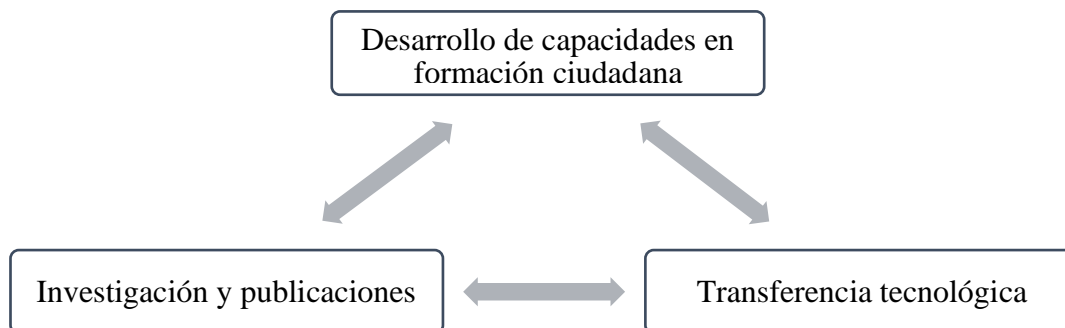 Desarrollo de capacidades en
formación ciudadana
Investigación y publicaciones
Transferencia tecnológica